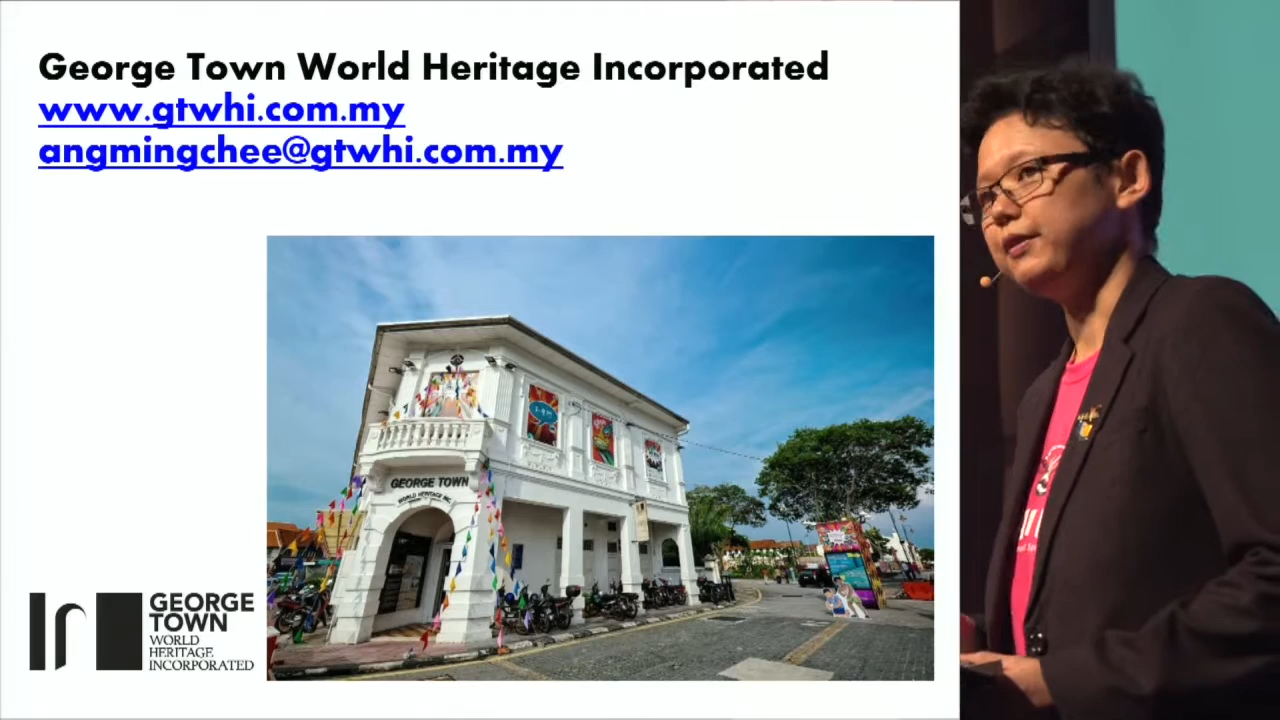 George Town World Heritage Incorporated
www.gtwhi.com.my
angmingchee@gtwhi.com.my
GEORGE TOWN
WORLD HERITAGE INC.
GEORGE
TOWN
WORLD
HERITAGE
INCORPORATED